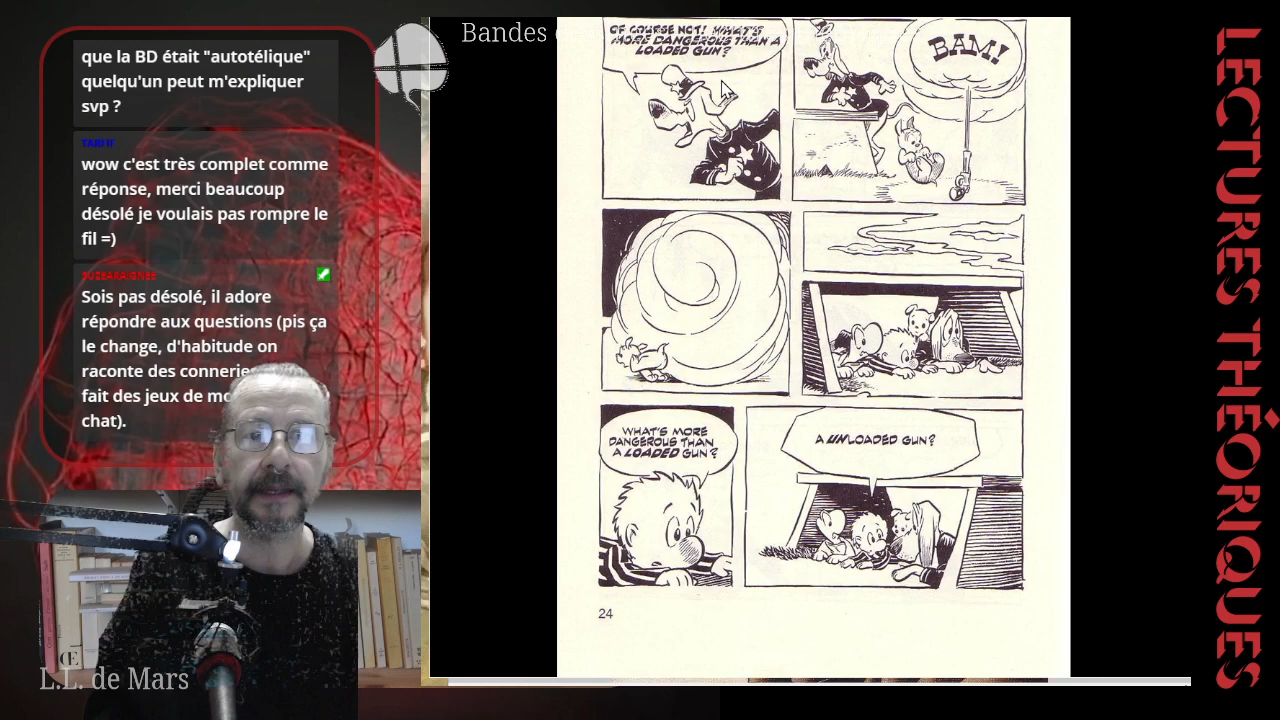 que la BD était "autotélique"
quelqu'un peut m'expliquer
svp ?
wow c'est très complet comme
réponse, merci beaucoup
désolé je voulais pas rompre le
fil =)
SUZEARAIGNEE
Sois pas désolé, il adore
répondre aux questions (pis ça
le change, d'habitude on
raconte des connerie
fait des jeux de mo
chat).
L.L. de Mars
Bandes
OF COURSE NOT! WHAT'S
MORE DANGEROUS THAN A
LOADED GUN?
BAM!
WHAT'S MORE
DANGEROUS THAN
A LOADED GUN?
A UNLOADED GUN?
24
LECTURES THÉORIQUES